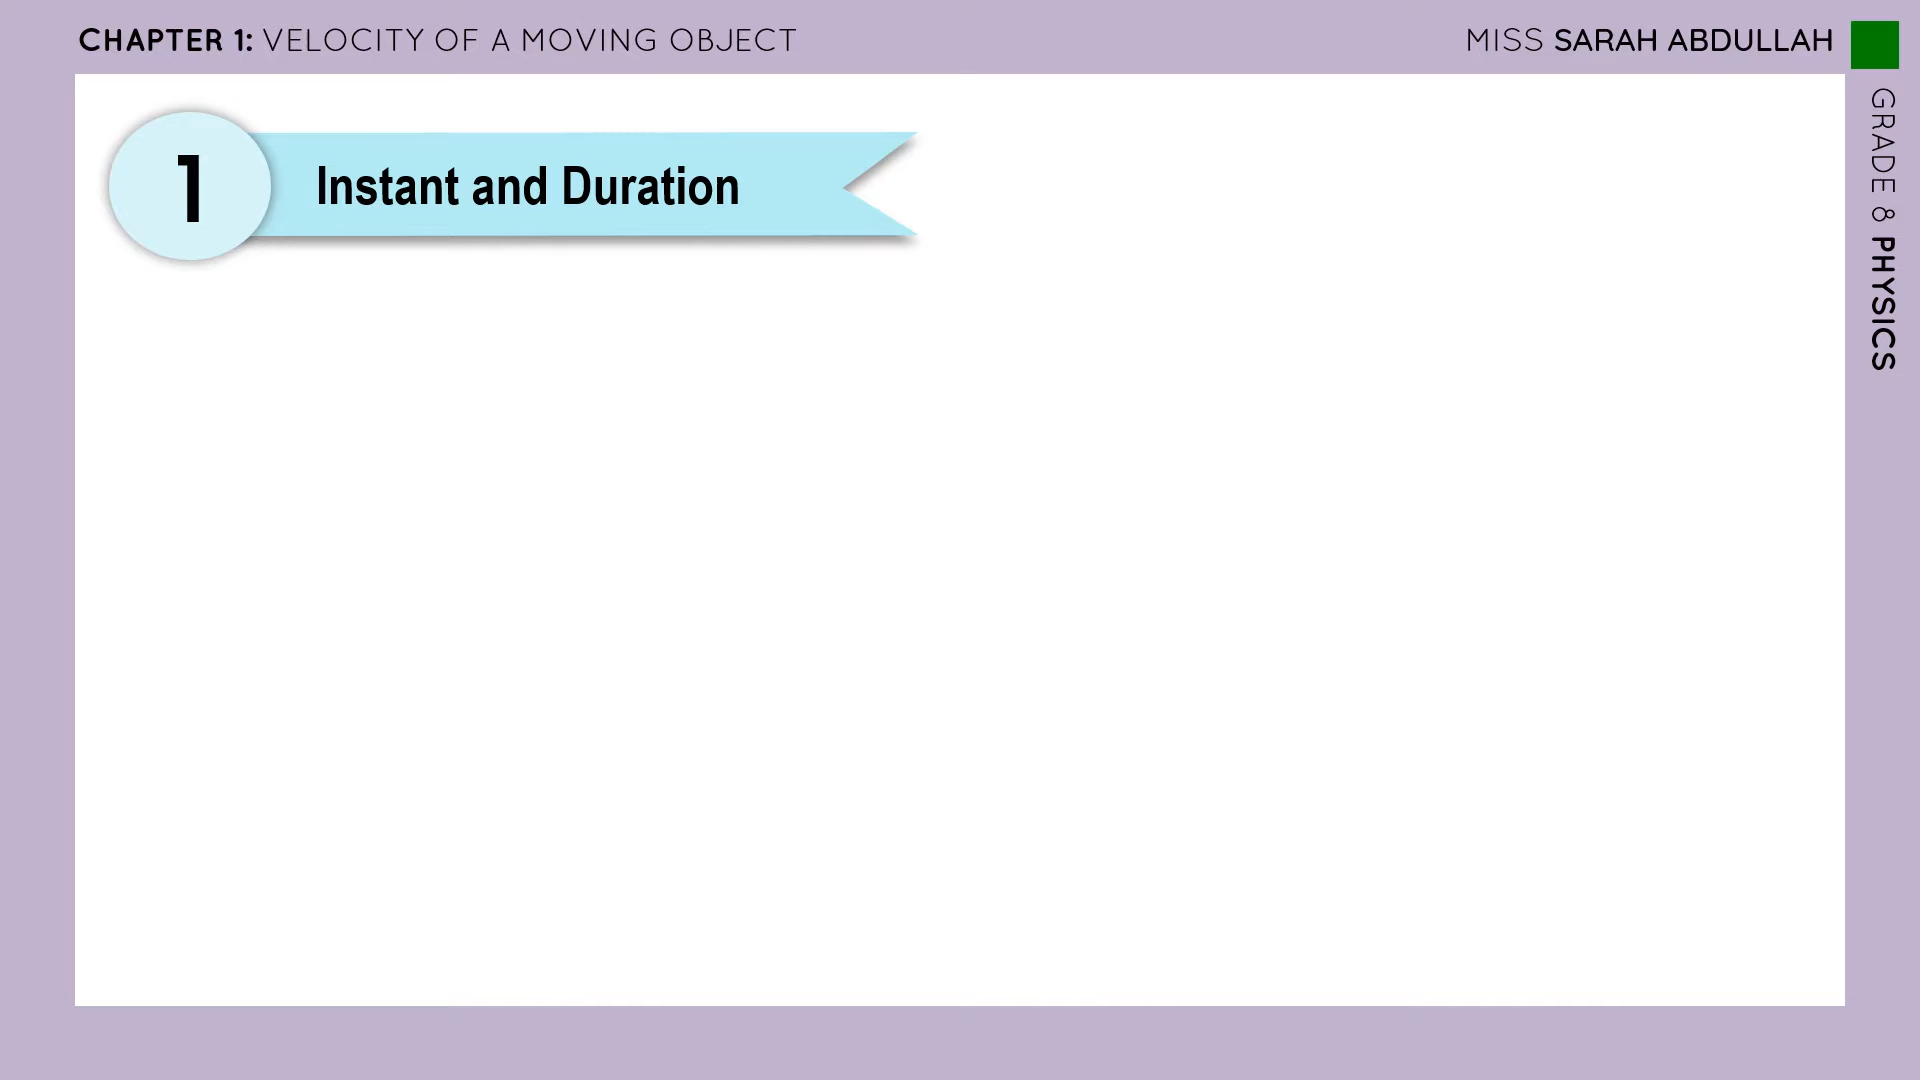 CHAPTER 1: VELOCITY OF A MOVING OBJECT
MISS SARAH ABDULLAH
GRADE 8 PHYSICS
1
Instant and Duration